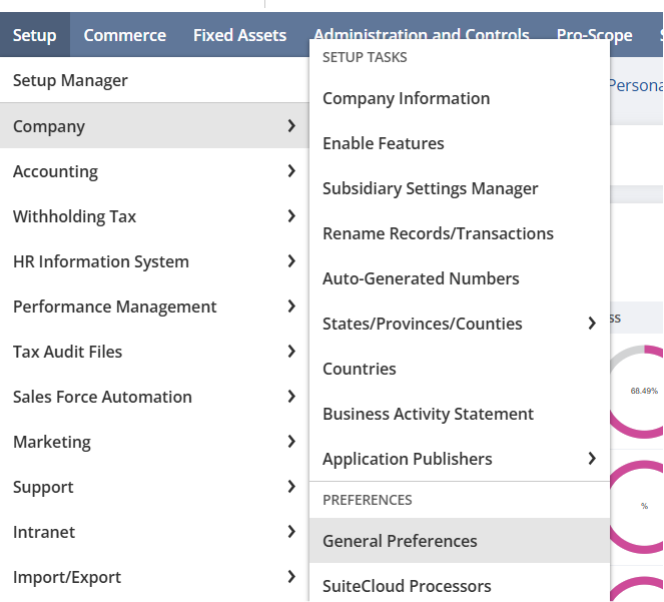 Setup Commerce Fixed Assets Administration and Controls Pro-Scope
Setup Manager
Company
Accounting
Withholding Tax
HR Information System
Performance Management
Tax Audit Files
Sales Force Automation
Marketing
Support
Intranet
Import/Export
SETUP TASKS
Company Information
Enable Features
Subsidiary Settings Manager
Rename Records/Transactions
Auto-Generated Numbers
States/Provinces/Counties
Countries
Business Activity Statement
Application Publishers
PREFERENCES
General Preferences
SuiteCloud Processors
Persona
ss
68.49%
%